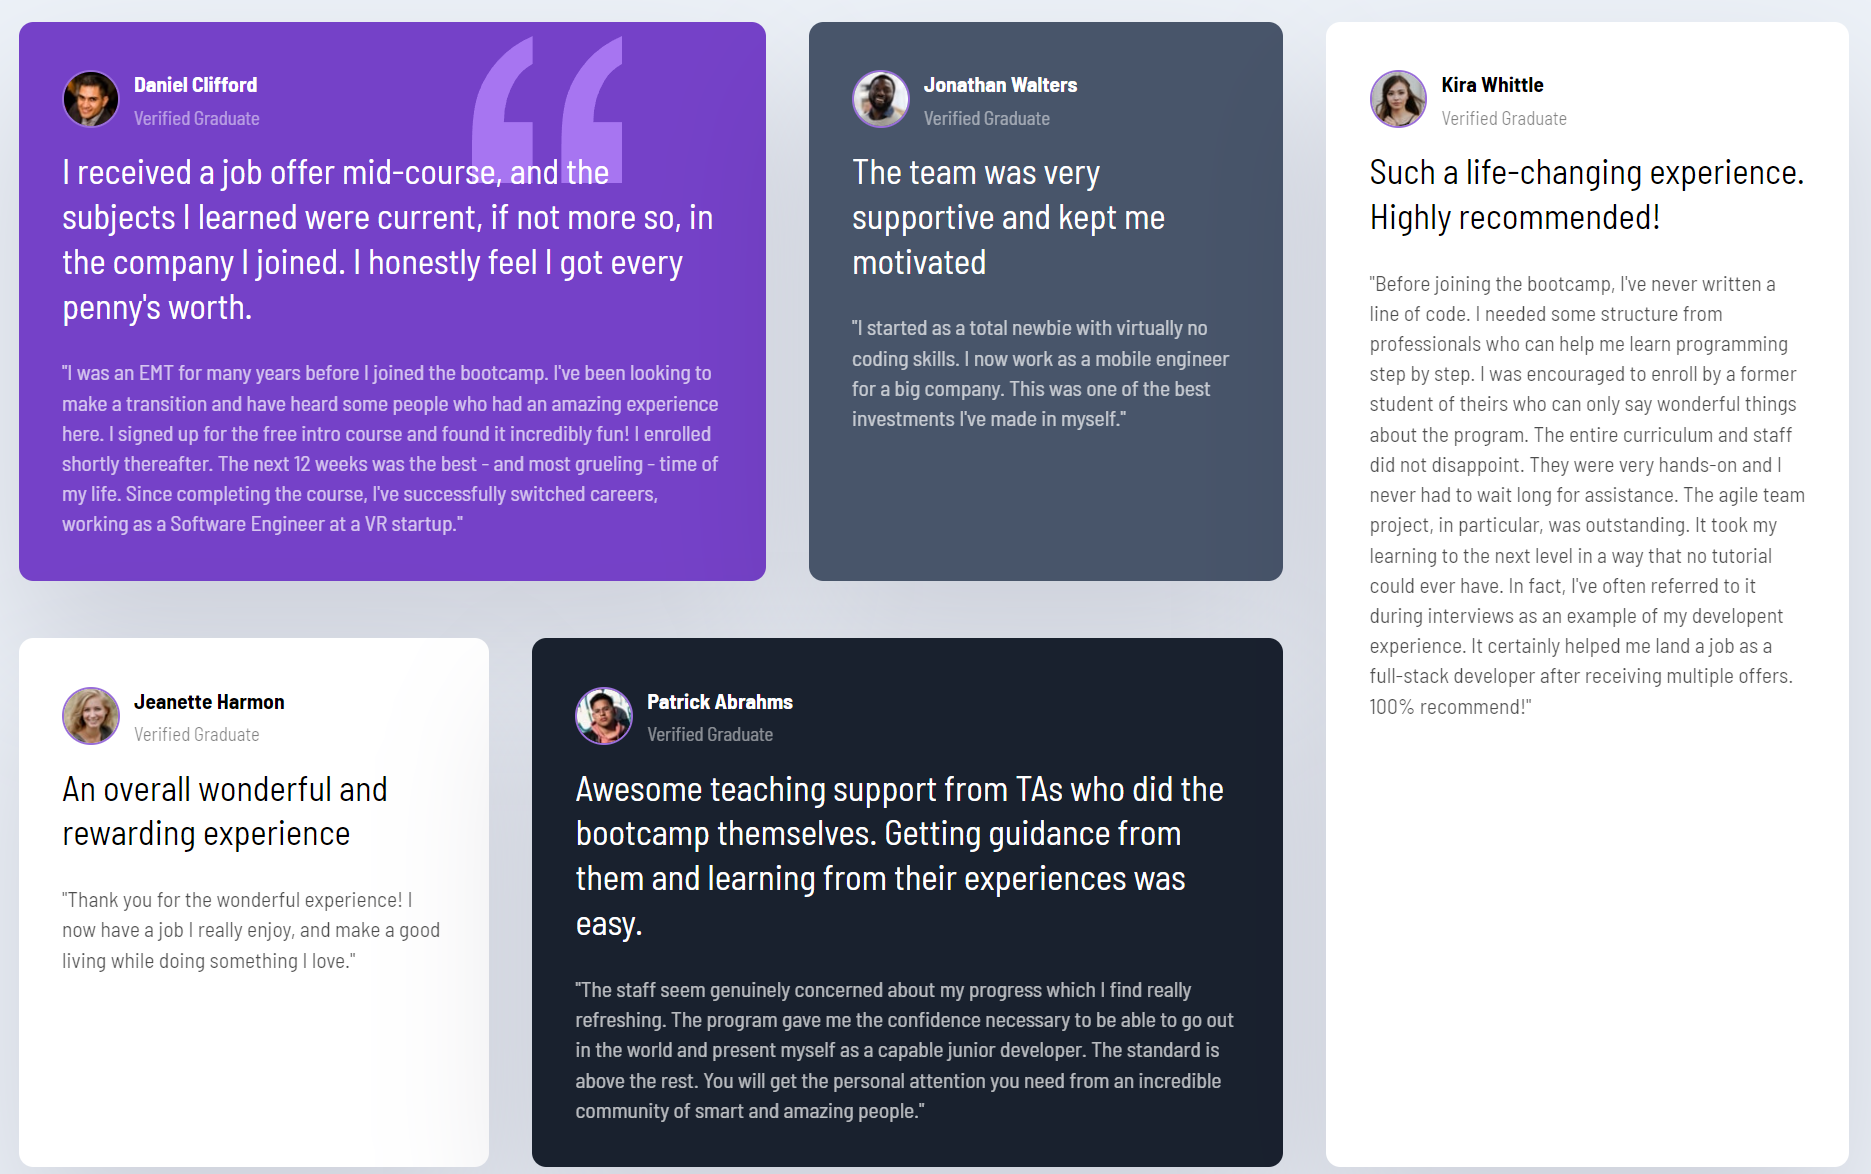 Daniel Clifford
Verified Graduate
I received a job offer mid-course, and the
subjects I learned were current, if not more so, in
the company I joined. I honestly feel I got every
penny's worth.
"I was an EMT for many years before I joined the bootcamp. I've been looking to
make a transition and have heard some people who had an amazing experience
here. I signed up for the free intro course and found it incredibly fun! I enrolled
shortly thereafter. The next 12 weeks was the best - and most grueling - time of
my life. Since completing the course, I've successfully switched careers,
working as a Software Engineer at a VR startup."
Jonathan Walters
Verified Graduate
The team was very
supportive and kept me
motivated
"I started as a total newbie with virtually no
coding skills. I now work as a mobile engineer
for a big company. This was one of the best
investments I've made in myself."
Kira Whittle
Verified Graduate
Such a life-changing experience.
Highly recommended!
"Before joining the bootcamp, I've never written a
line of code. I needed some structure from
professionals who can help me learn programming
step by step. I was encouraged to enroll by a former
student of theirs who can only say wonderful things
about the program. The entire curriculum and staff
did not disappoint. They were very hands-on and I
never had to wait long for assistance. The agile team
project, in particular, was outstanding. It took my
learning to the next level in a way that no tutorial
could ever have. In fact, I've often referred to it
during interviews as an example of my developent
experience. It certainly helped me land a job as a
full-stack developer after receiving multiple offers.
100% recommend!"
Jeanette Harmon
Verified Graduate
An overall wonderful and
rewarding experience
"Thank you for the wonderful experience! I
now have a job I really enjoy, and make a good
living while doing something I love."
Patrick Abrahms
Verified Graduate
Awesome teaching support from TAs who did the
bootcamp themselves. Getting guidance from
them and learning from their experiences was
easy.
"The staff seem genuinely concerned about my progress which I find really
refreshing. The program gave me the confidence necessary to be able to go out
in the world and present myself as a capable junior developer. The standard is
above the rest. You will get the personal attention you need from an incredible
community of smart and amazing people."